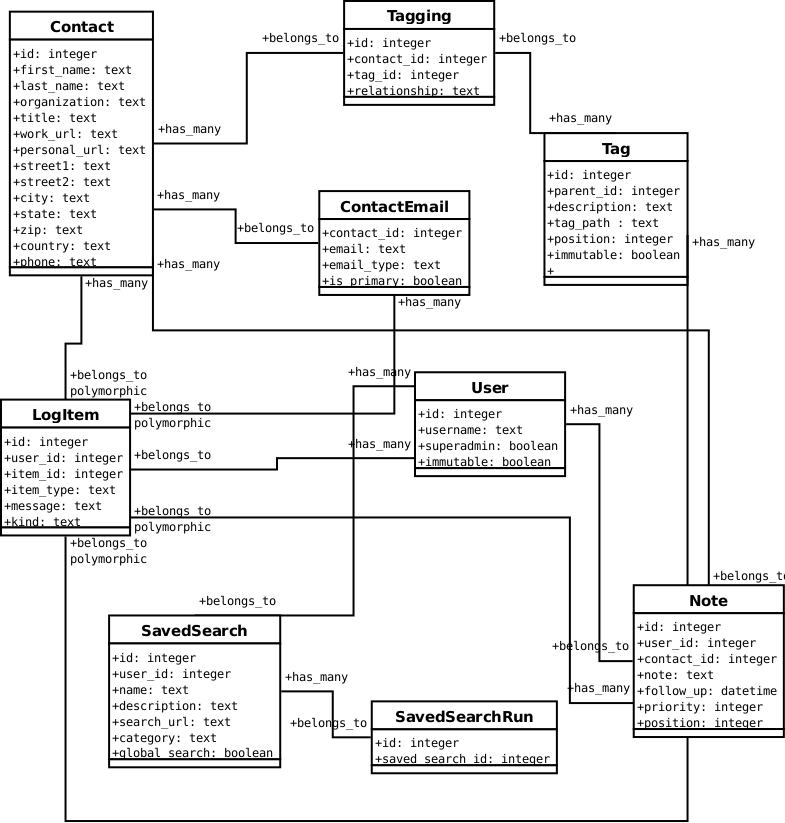 Contact
+id: integer
+first_name: text
+last_name: text
+organization: text
+title: text
+work_url: text
+personal_url: text
+street1: text
+street2: text
+city: text
+state: text
+zip: text
+country: text
+phone: text
+has_many
+has_many
+has_many
+has_many
+belongs_to
Tagging
+id: integer
+contact_id: integer
+tag_id: integer
+relationship: text
+belongs_to
+has_many
Tag
+id: integer
+parent_id: integer
+description: text
+tag_path : text
+position: integer
+immutable: boolean
+
+has_many
+belongs_to
ContactEmail
+contact_id: integer
+email: text
+email_type: text
+is_primary: boolean
+has_many
+belongs_to
polymorphic
LogItem
+id: integer
+user_id: integer
+item_id: integer
+item_type: text
+message: text
+kind: text
+belongs_to
polymorphic
+belongs_to
+belongs_to
polymorphic
+belongs_to
polymorphic
+has_many
+has_many
User
+id: integer
+username: text
+superadmin: boolean
+immutable: boolean
+has_many
+belongs_to
SavedSearch
+id: integer
+user_id: integer
+name: text
+description: text
+search_url: text
+category: text
+global_search: boolean
+has_many
+belongs_to
SavedSearchRun
+id: integer
+saved_search_id: integer
+belongs_to
+belongs_to
+has_many
Note
+id: integer
+user_id: integer
+contact_id: integer
+note: text
+follow_up: datetime
+priority: integer
+position: integer